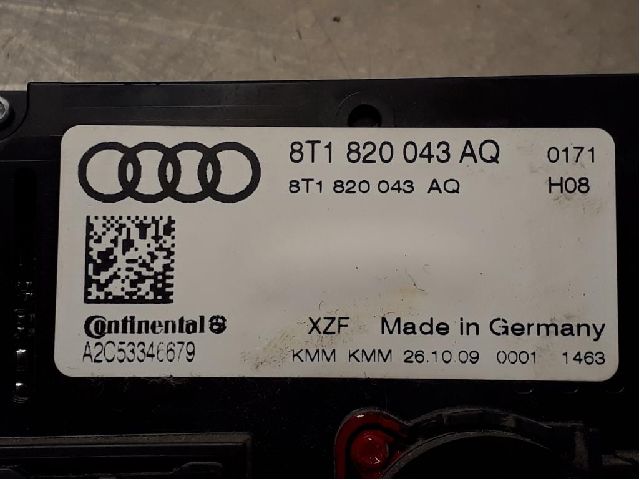 8T1 820 043 AQ 0171
8T1 820 043 AQ H08
Continental
XZF Made in Germany
A2C53346679
KMM KMM 26.10.09 0001 1463